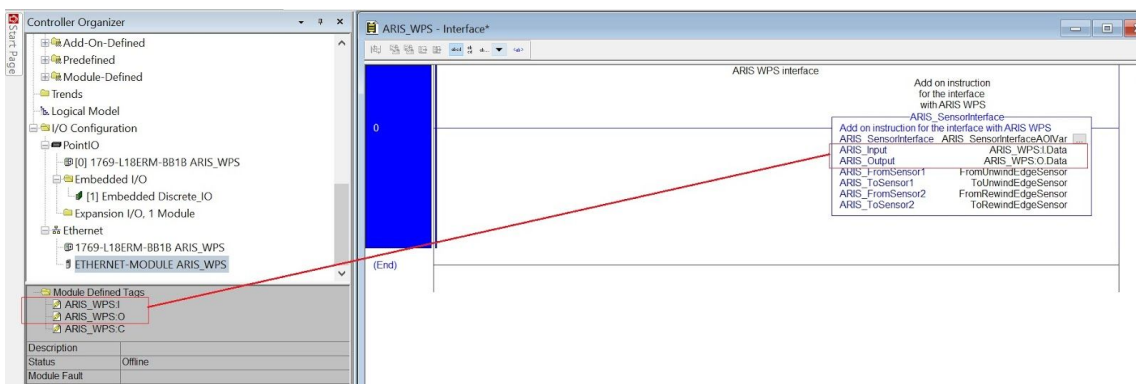 Start Page
Controller Organizer
Add-On-Defined
Predefined
Module-Defined
Trends
Logical Model
I/O Configuration
PointIO
[0] 1769-L18ERM-BB1B ARIS_WPS
Embedded I/O
[1] Embedded Discrete_IO
Expansion I/O, 1 Module
Ethernet
1769-L18ERM-BB1B ARIS_WPS
ETHERNET-MODULE ARIS_WPS
Module Defined Tags
ARIS_WPS:I
ARIS_WPS:O
ARIS_WPS:C
Description
Status Offline
Module Fault
ARIS_WPS - Interface*
ARIS WPS interface
Add on instruction
for the interface
with ARIS WPS
0
ARIS_SensorInterface
Add on instruction for the interface with ARIS WPS
ARIS_SensorInterface ARIS_SensorInterfaceAOIVar
ARIS_Input ARIS_WPS:I.Data
ARIS_Output ARIS_WPS:O.Data
ARIS_FromSensor1 FromUnwindEdgeSensor
ARIS_ToSensor1 ToUnwindEdgeSensor
ARIS_FromSensor2 FromRewindEdgeSensor
ARIS_ToSensor2 ToRewindEdgeSensor
(End)